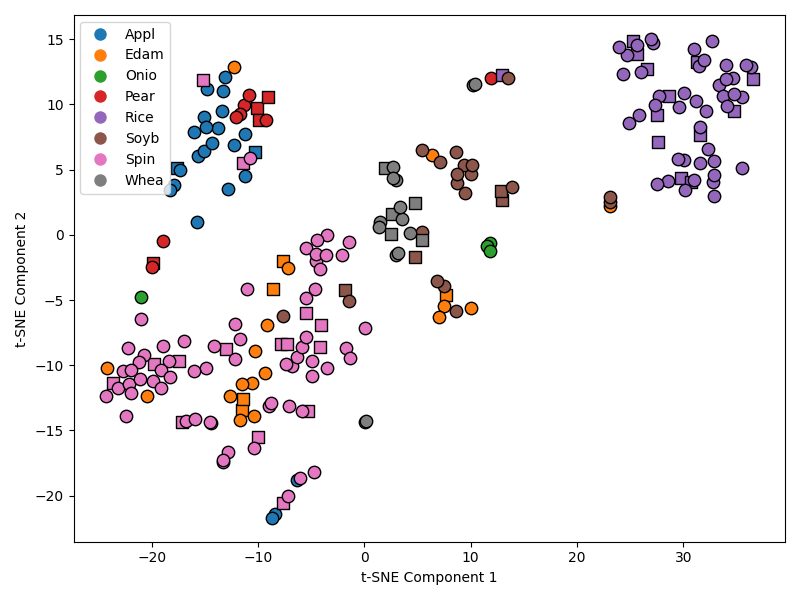 Appl
Edam
Onio
Pear
Rice
Soyb
Spin
Whea
15
10
5
0
−5
−10
−15
−20
t-SNE Component 2
−20 −10 0 10 20 30
t-SNE Component 1